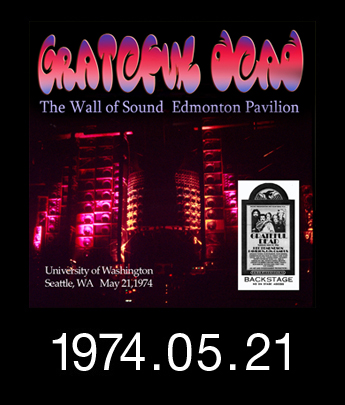 GRATEFUL DEAD
The Wall of Sound Edmonton Pavilion
University of Washington
Seattle, WA May 21,1974
GRATEFUL
DEAD
BACKSTAGE
1974.05.21